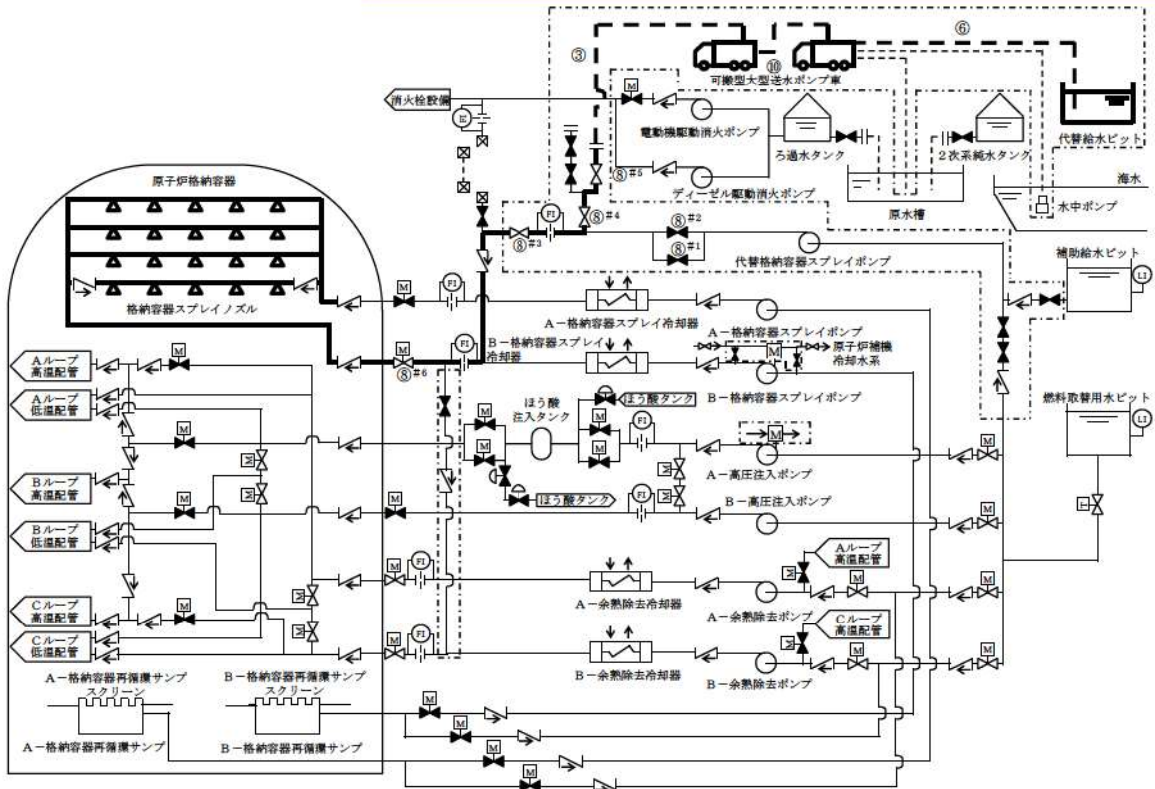 ③
⑥
⑩
可搬型大型送水ポンプ車
消火栓設備
FI
M
電動機駆動消火ポンプ
ろ過水タンク
2次系純水タンク
代替給水ピット
⑧#5
ディーゼル駆動消火ポンプ
原水槽
海水
水中ポンプ
原子炉格納容器
⑧#4
⑧#3
FI
⑧#2
⑧#1
代替格納容器スプレイポンプ
補助給水ピット
LI
格納容器スプレイノズル
M
FI
A-格納容器スプレイ冷却器
A-格納容器スプレイポンプ
B-格納容器スプレイ
冷却器
原子炉補機
冷却水系
M
FI
M
⑧#6
B-格納容器スプレイポンプ
Aループ
高温配管
M
Aループ
低温配管
ほう酸
注入タンク
ほう酸タンク
燃料取替用水ピット
LI
M
M
M
M
FI
M
A-高圧注入ポンプ
M
M
M
M
ほう酸タンク
Bループ
高温配管
M
M
FI
B-高圧注入ポンプ
M
Bループ
低温配管
Aループ
高温配管
M
FI
M
M
M
A-余熱除去冷却器
A-余熱除去ポンプ
Cループ
高温配管
M
M
Cループ
高温配管
Cループ
低温配管
M
FI
M
M
M
B-余熱除去冷却器
B-余熱除去ポンプ
A-格納容器再循環サンプ
スクリーン
B-格納容器再循環サンプ
スクリーン
M
M
A-格納容器再循環サンプ
B-格納容器再循環サンプ
M
M